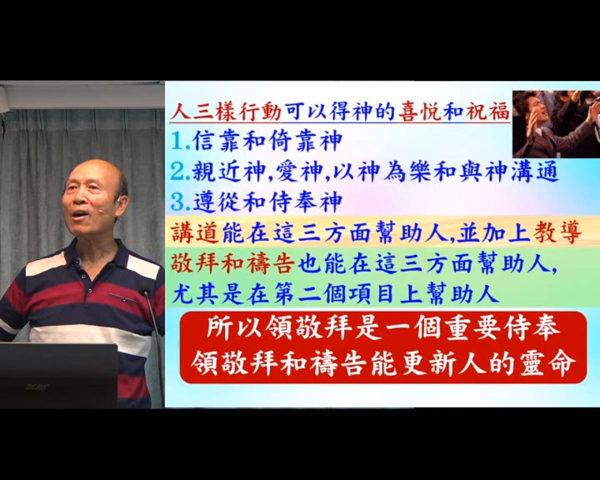 人三樣行動可以得神的喜悦和祝福
1.信靠和倚靠神
2.親近神,愛神,以神為樂和與神溝通
3.遵從和侍奉神
講道能在這三方面幫助人,並加上教導
敬拜和禱告也能在這三方面幫助人,
尤其是在第二個項目上幫助人
所以領敬拜是一個重要侍奉
領敬拜和禱告能更新人的靈命
acer